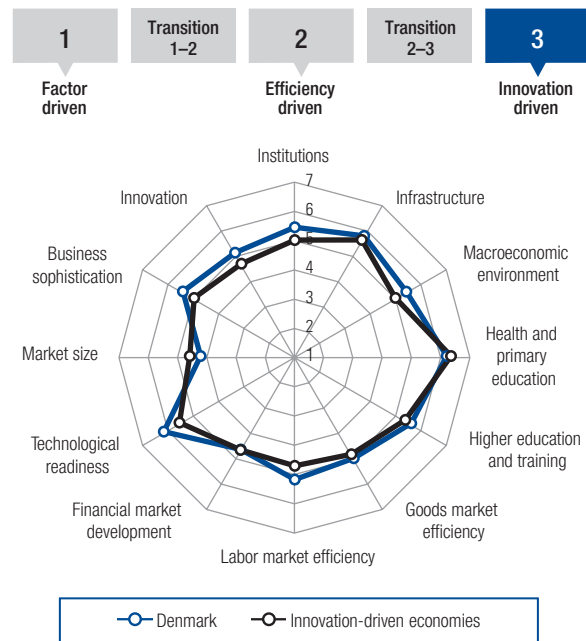 1
Transition
1–2
2
Transition
2–3
3
Factor
driven
Efficiency
driven
Innovation
driven
Institutions
7
Innovation
Infrastructure
6
5
Business
sophistication
Macroeconomic
environment
4
3
2
Market size
1
Health and
primary
education
Technological
readiness
Higher education
and training
Financial market
development
Goods market
efficiency
Labor market efficiency
Denmark
Innovation-driven economies